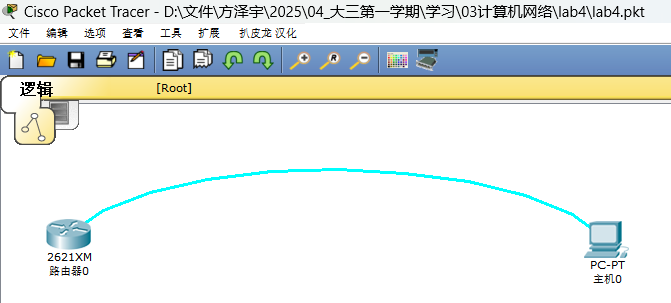 Cisco Packet Tracer - D:\文件\方泽宇\2025\04_大三第一学期\学习\03计算机网络\lab4\lab4.pkt
文件 编辑 选项 查看 工具 扩展 扒皮龙 汉化
逻辑 [Root]
2621XM
路由器0
PC-PT
主机0